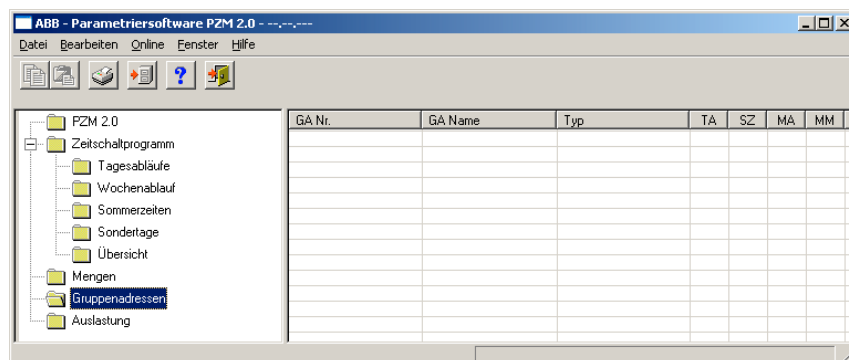 ABB - Parametriersoftware PZM 2.0 - --.--.---
Datei Bearbeiten Online Fenster Hilfe
PZM 2.0
Zeitschaltprogramm
Tagesabläufe
Wochenablauf
Sommerzeiten
Sondertage
Übersicht
Mengen
Gruppenadressen
Auslastung
GA Nr. GA Name Typ TA SZ MA MM